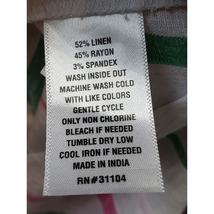 52% LINEN
45% RAYON
3% SPANDEX
WASH INSIDE OUT
MACHINE WASH COLD
WITH LIKE COLORS
GENTLE CYCLE
ONLY NON CHLORINE
BLEACH IF NEEDED
TUMBLE DRY LOW
COOL IRON IF NEEDED
MADE IN INDIA
RN#31104